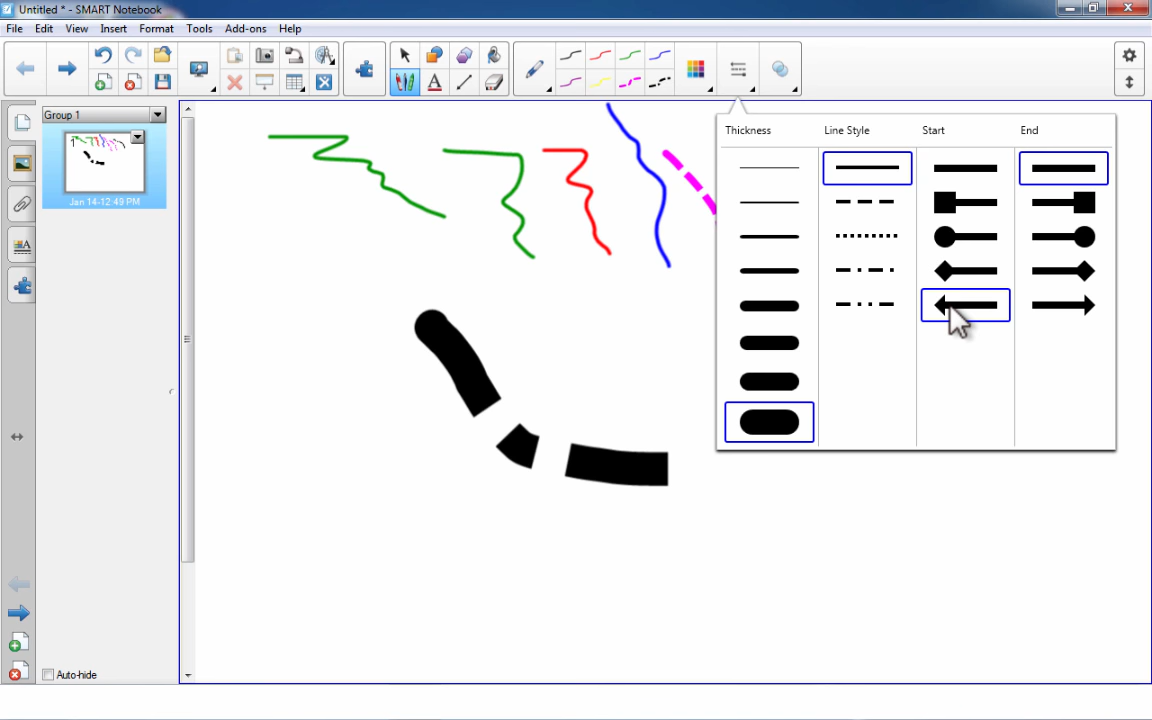 Untitled * - SMART Notebook
File Edit View Insert Format Tools Add-ons Help
Group 1
Jan 14-12:49 PM
Thickness Line Style Start End
Auto-hide